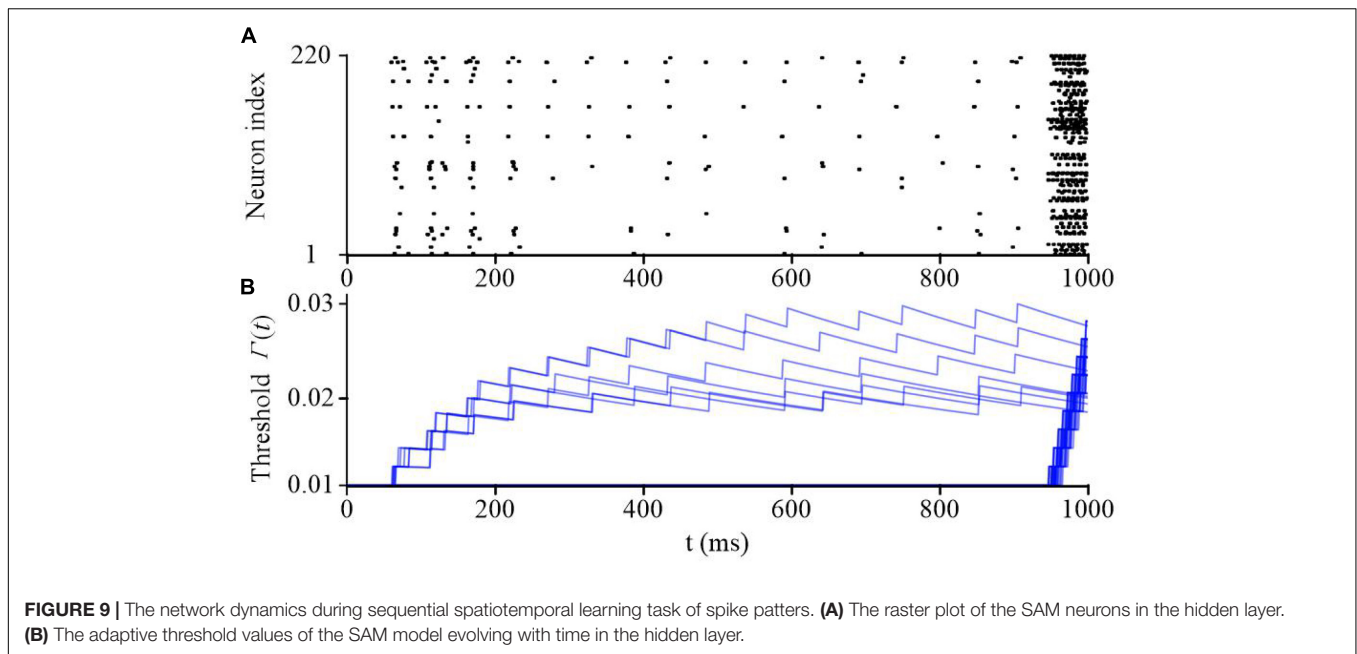 A
220
Neuron index
1
0 200 400 600 800 1000
B
0.03
Threshold Γ(t)
0.02
0.01
0 200 400 600 800 1000
t (ms)
FIGURE 9 | The network dynamics during sequential spatiotemporal learning task of spike patters. (A) The raster plot of the SAM neurons in the hidden layer.
(B) The adaptive threshold values of the SAM model evolving with time in the hidden layer.